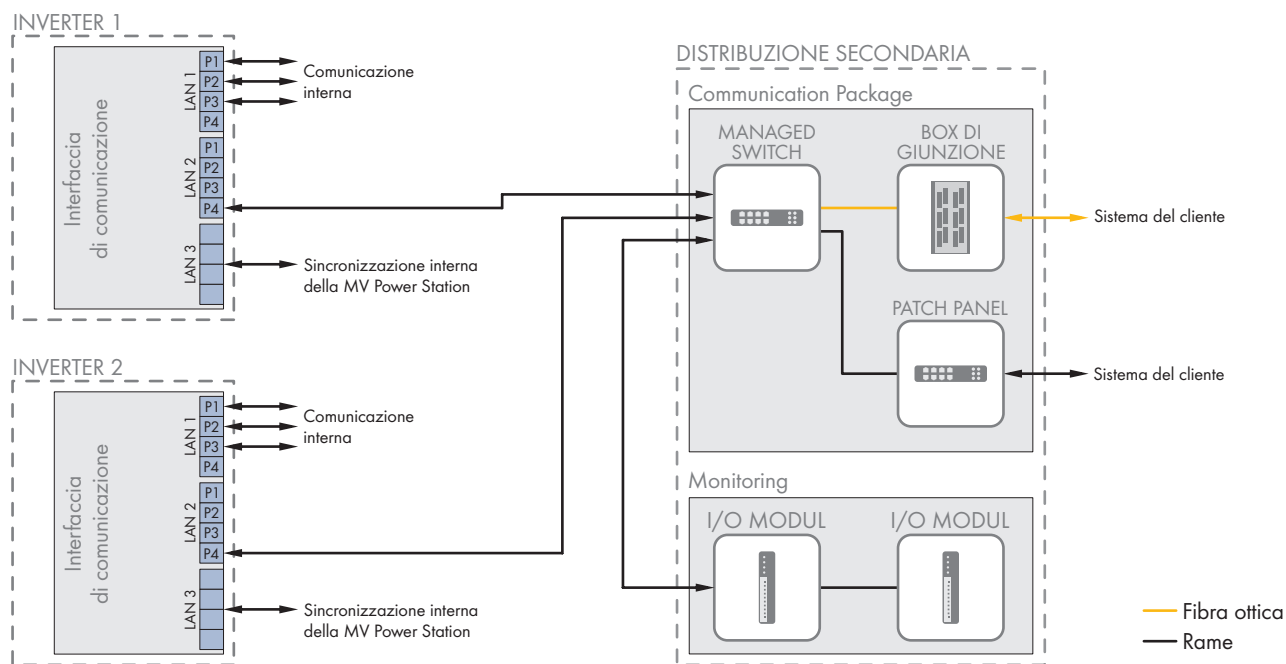 INVERTER 1
Interfaccia
di comunicazione
LAN 1
P1
P2
P3
P4
Comunicazione
interna
LAN 2
P1
P2
P3
P4
LAN 3
Sincronizzazione interna
della MV Power Station
INVERTER 2
Interfaccia
di comunicazione
LAN 1
P1
P2
P3
P4
Comunicazione
interna
LAN 2
P1
P2
P3
P4
LAN 3
Sincronizzazione interna
della MV Power Station
DISTRIBUZIONE SECONDARIA
Communication Package
MANAGED
SWITCH
BOX DI
GIUNZIONE
Sistema del cliente
PATCH PANEL
Sistema del cliente
Monitoring
I/O MODUL
I/O MODUL
Fibra ottica
Rame